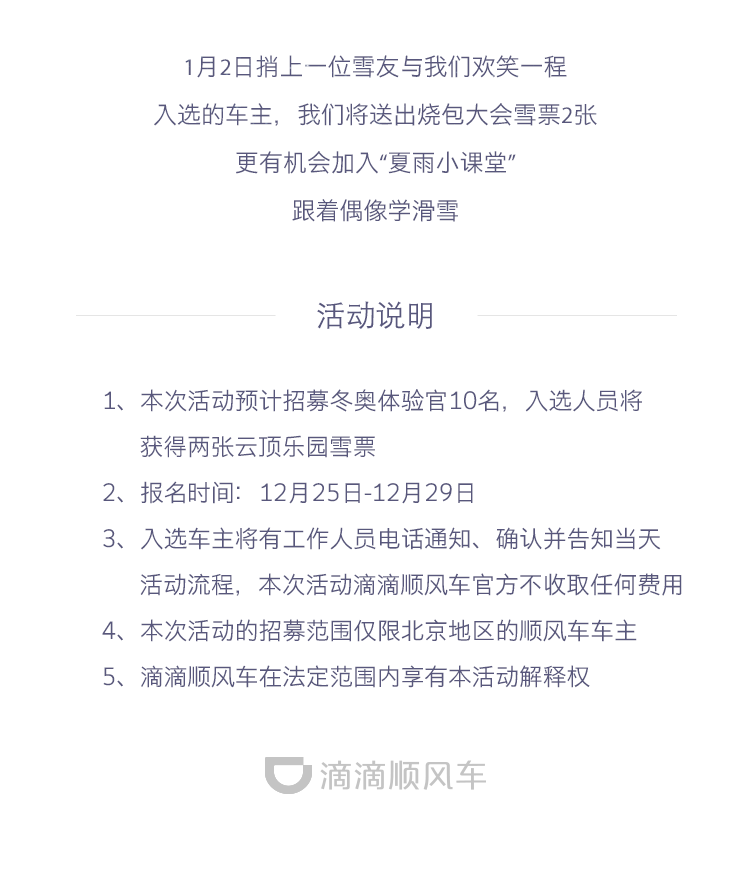 1月2日捎上一位雪友与我们欢笑一程
入选的车主，我们将送出烧包大会雪票2张
更有机会加入“夏雨小课堂”
跟着偶像学滑雪
活动说明
1、本次活动预计招募冬奥体验官10名，入选人员将
获得两张云顶乐园雪票
2、报名时间：12月25日-12月29日
3、入选车主将有工作人员电话通知、确认并告知当天
活动流程，本次活动滴滴顺风车官方不收取任何费用
4、本次活动的招募范围仅限北京地区的顺风车车主
5、滴滴顺风车在法定范围内享有本活动解释权
滴滴顺风车